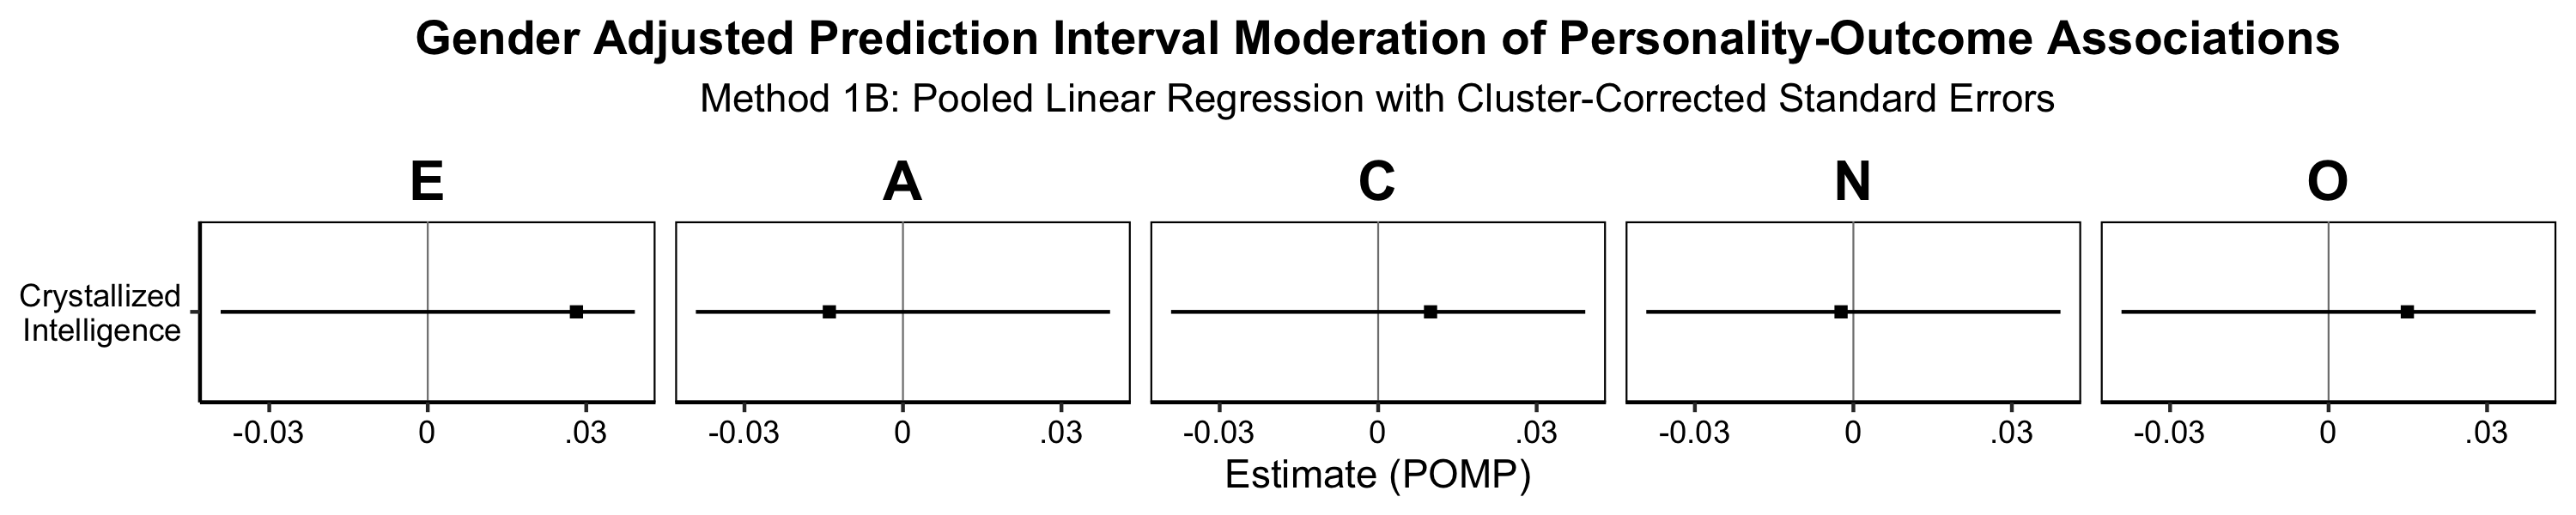 Gender Adjusted Prediction Interval Moderation of Personality-Outcome Associations
Method 1B: Pooled Linear Regression with Cluster-Corrected Standard Errors
E A C N O
Crystallized
Intelligence
-0.03 0 .03 -0.03 0 .03 -0.03 0 .03 -0.03 0 .03 -0.03 0 .03
Estimate (POMP)